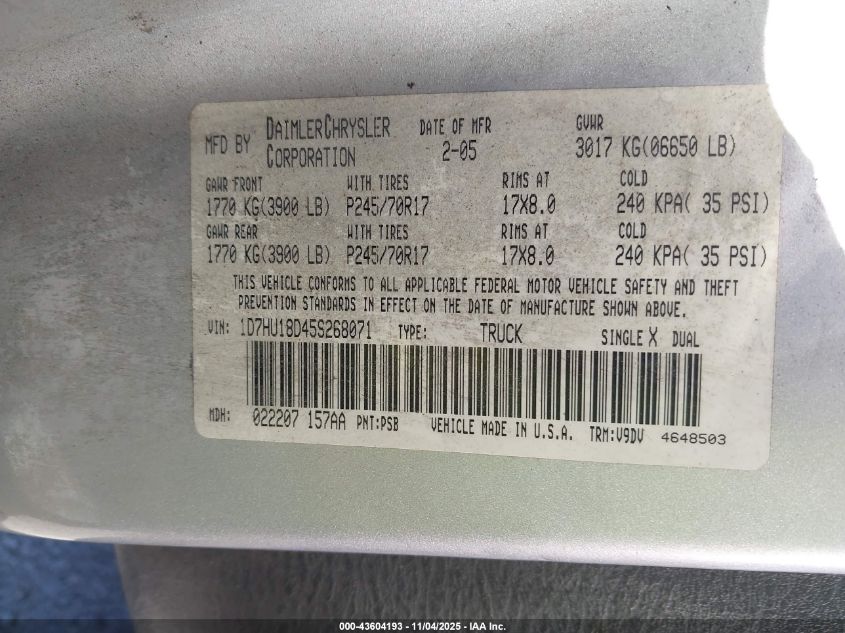 MFD BY DAIMLERCHRYSLER CORPORATION DATE OF MFR 2-05 GVWR 3017 KG(06650 LB)
GAWR FRONT WITH TIRES RIMS AT COLD
1770 KG(3900 LB) P245/70R17 17X8.0 240 KPA( 35 PSI)
GAWR REAR WITH TIRES RIMS AT COLD
1770 KG(3900 LB) P245/70R17 17X8.0 240 KPA( 35 PSI)
THIS VEHICLE CONFORMS TO ALL APPLICABLE FEDERAL MOTOR VEHICLE SAFETY AND THEFT
PREVENTION STANDARDS IN EFFECT ON THE DATE OF MANUFACTURE SHOWN ABOVE.
VIN: 1D7HU18D45S268071 TYPE: TRUCK SINGLE X DUAL
MDH: 022207 157AA PNT:PSB VEHICLE MADE IN U.S.A. TRM:V9DV 4648503
000-43604193 - 11/04/2025 - IAA Inc.